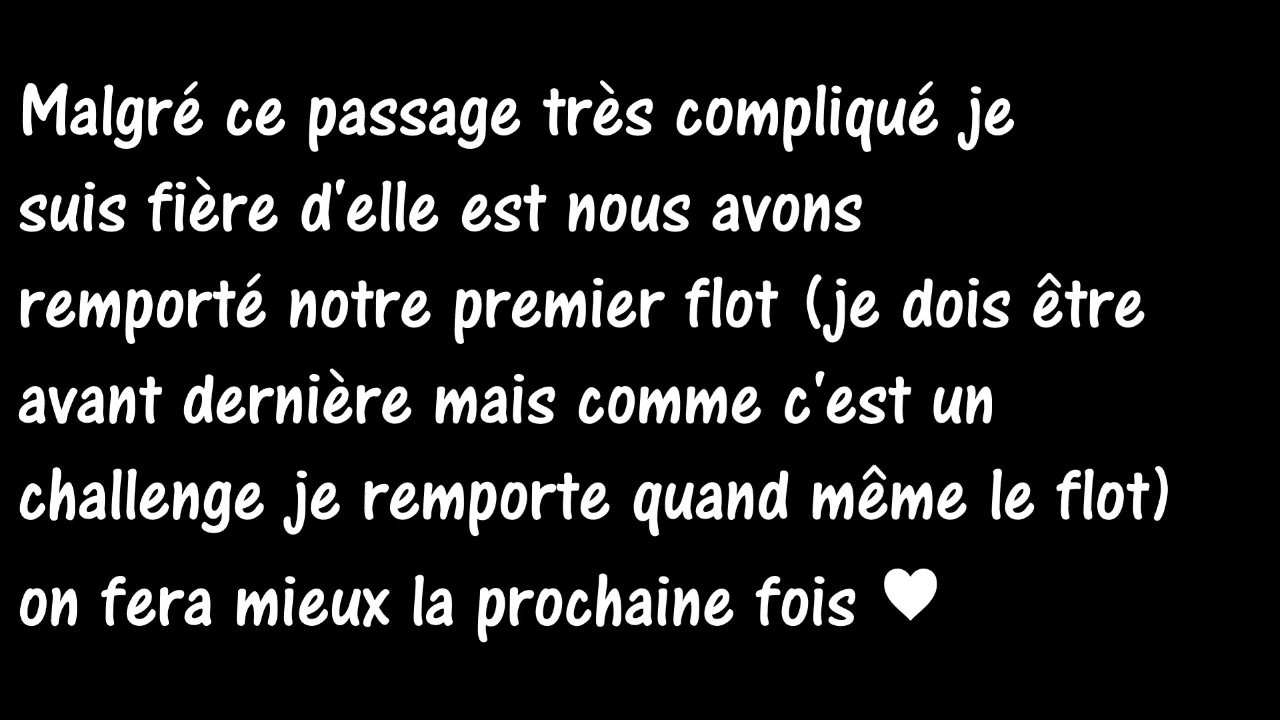 Malgré ce passage très compliqué je
suis fière d'elle est nous avons
remporté notre premier flot (je dois être
avant dernière mais comme c'est un
challenge je remporte quand même le flot)
on fera mieux la prochaine fois ♥